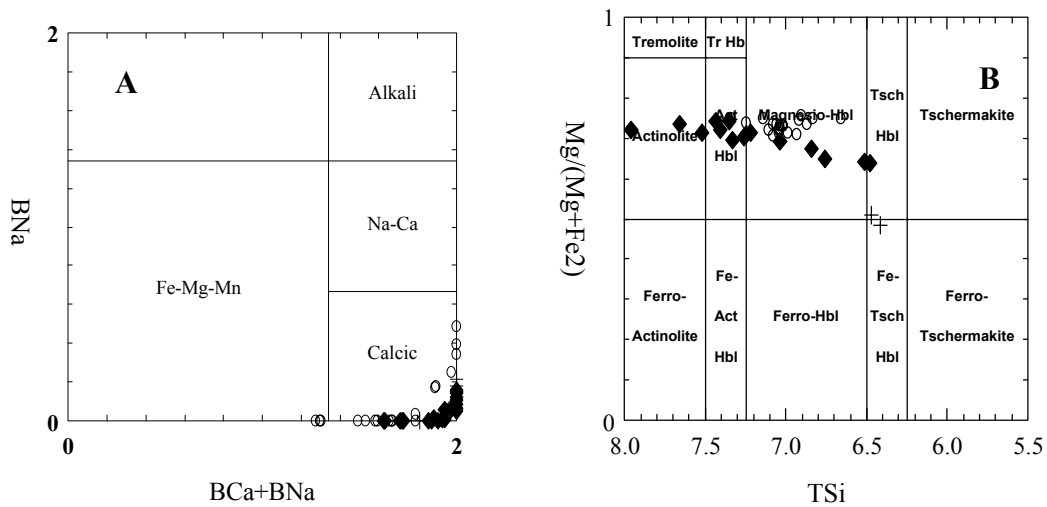 2
A
Alkali
BNa
Na-Ca
Fe-Mg-Mn
Calcic
0
0
2
BCa+BNa
1
Tremolite
Tr Hb
B
Tsch
Hbl
Act
Hbl
Magnesio-Hbl
Tschermakite
Actinolite
Mg/(Mg+Fe2)
Ferro-
Actinolite
Fe-
Act
Hbl
Ferro-Hbl
Fe-
Tsch
Hbl
Ferro-
Tschermakite
0
8.0
7.5
7.0
6.5
6.0
5.5
TSi